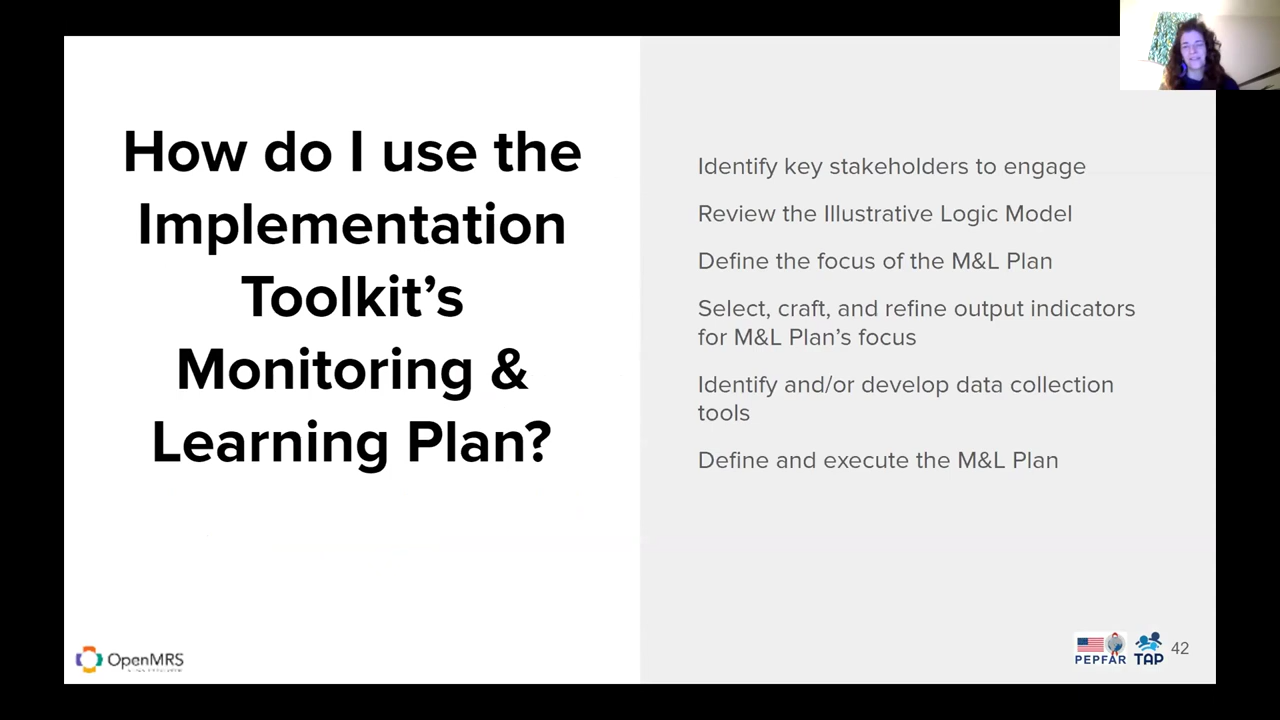 How do I use the
Implementation
Toolkit’s
Monitoring &
Learning Plan?
Identify key stakeholders to engage
Review the Illustrative Logic Model
Define the focus of the M&L Plan
Select, craft, and refine output indicators
for M&L Plan’s focus
Identify and/or develop data collection
tools
Define and execute the M&L Plan
OpenMRS
PEPFAR
TAP
42